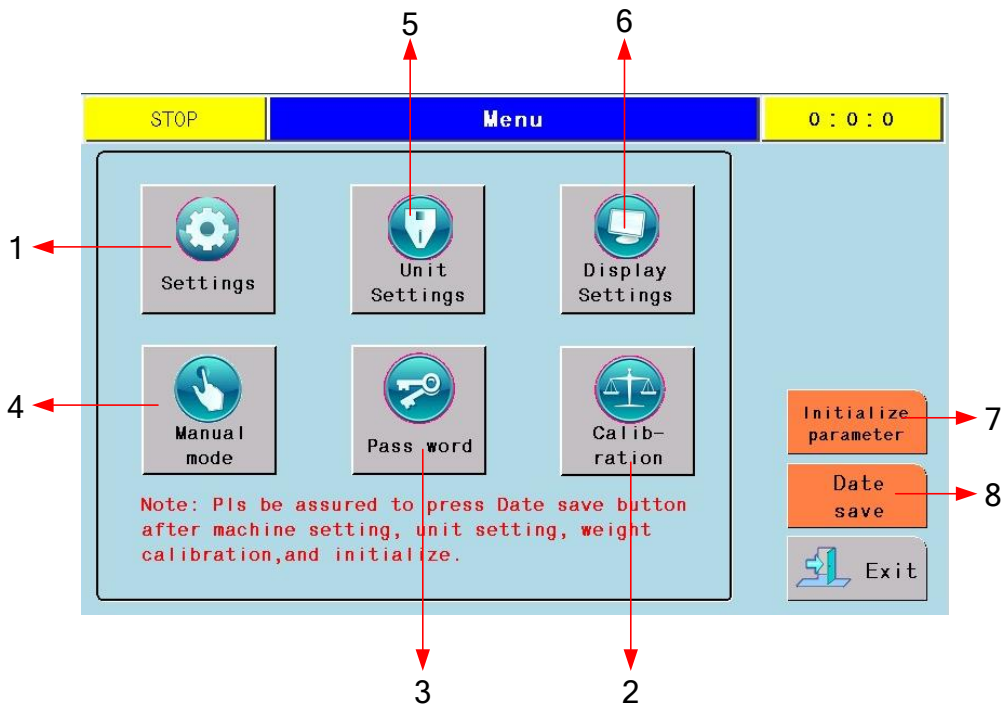 5
6
STOP
Menu
0:0:0
1
Settings
Unit
Settings
Display
Settings
4
Manual
mode
Pass word
Calib-
ration
Initialize
parameter
7
Date
save
8
Note: Pls be assured to press Date save button
after machine setting, unit setting, weight
calibration,and initialize.
Exit
3
2